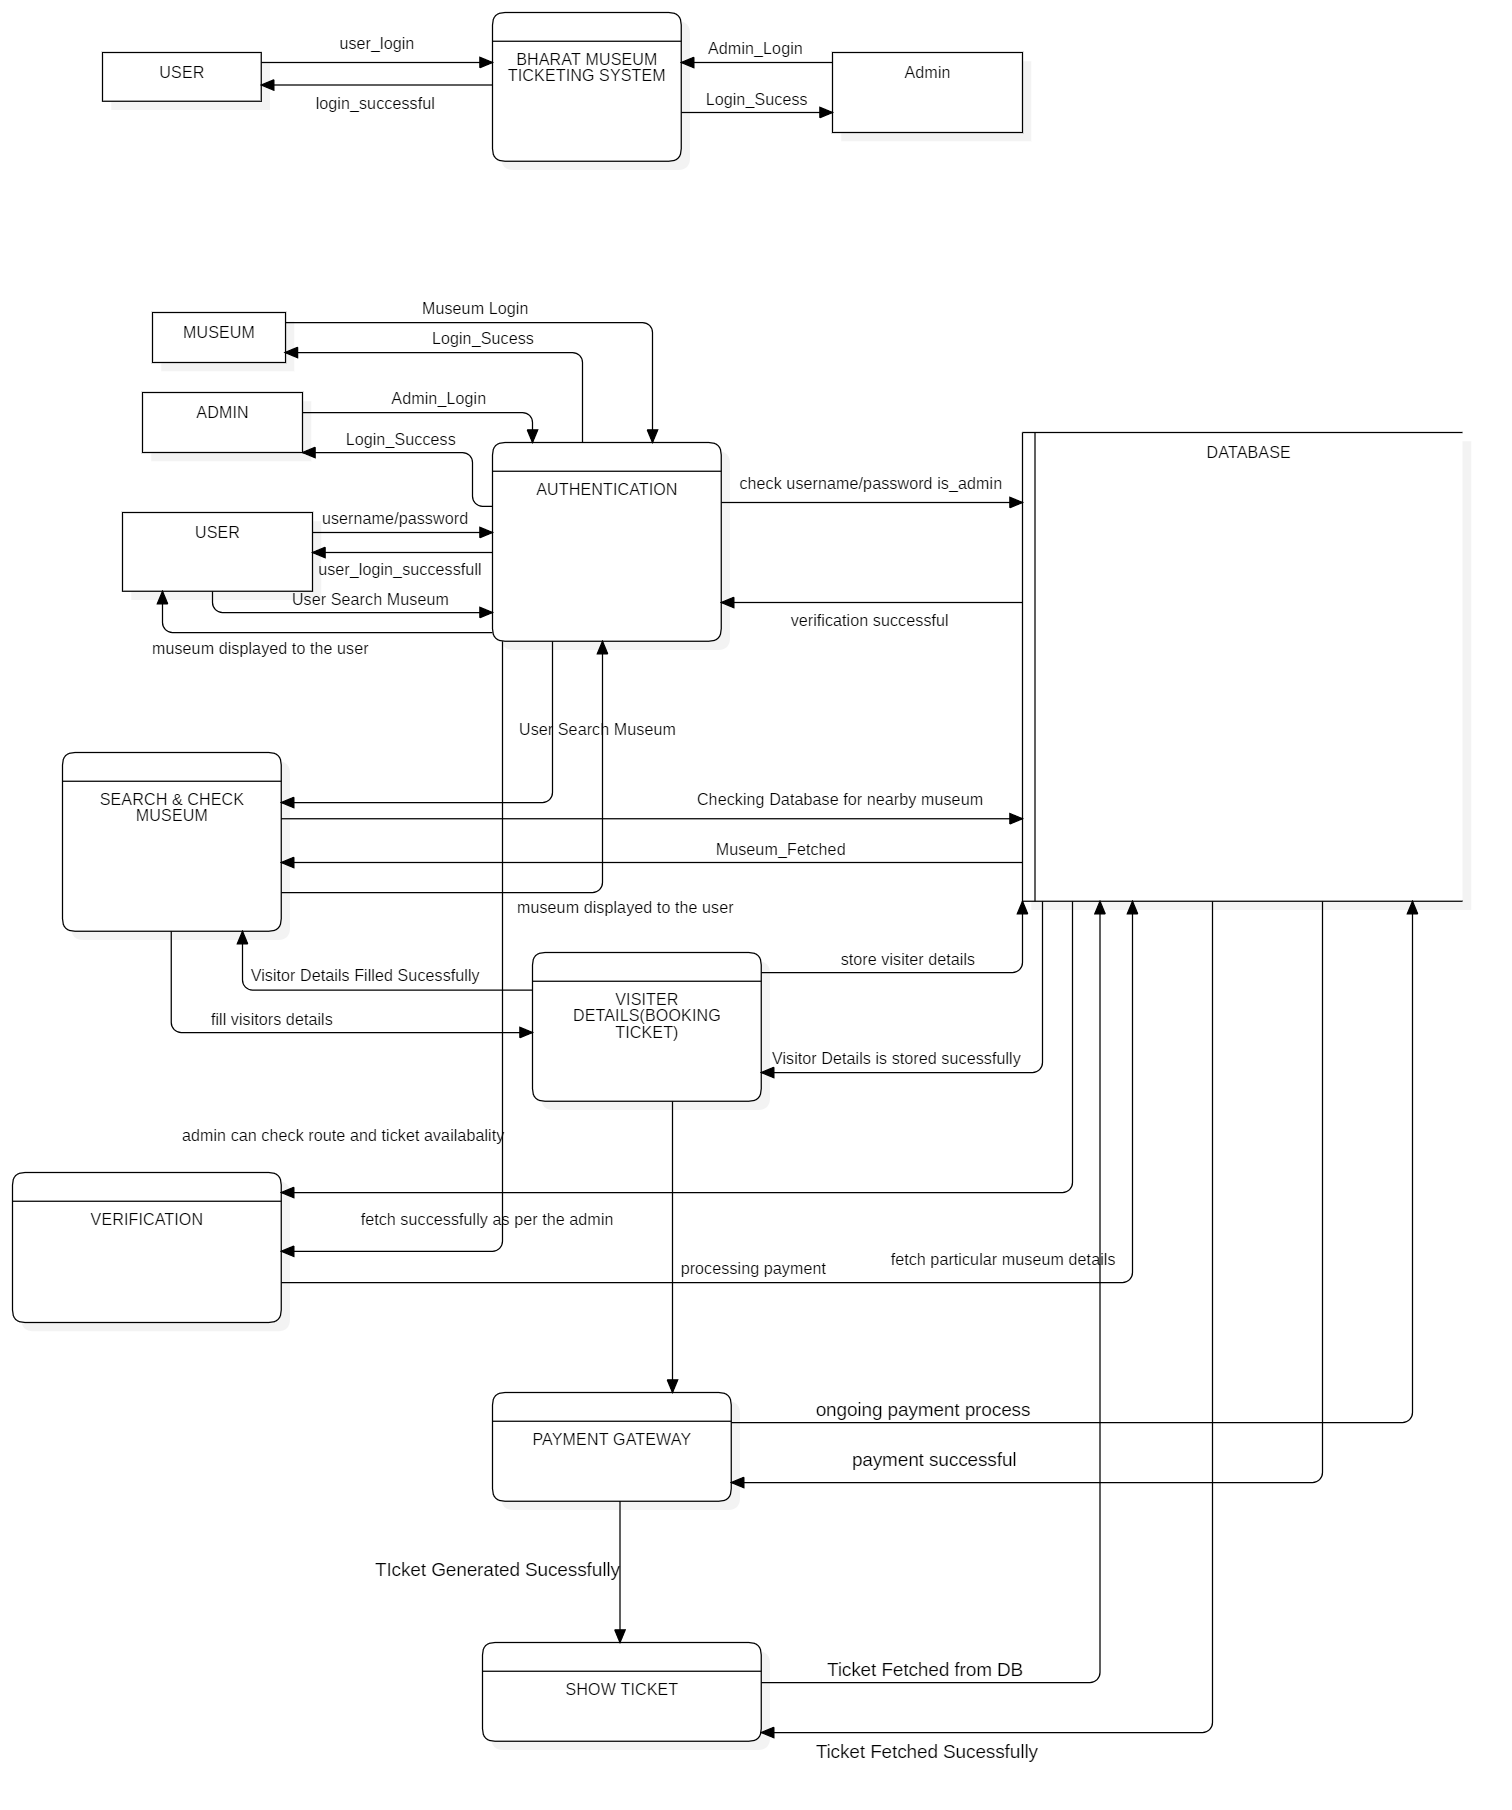 user_login
Admin_Login
USER
BHARAT MUSEUM
TICKETING SYSTEM
Admin
login_successful
Login_Sucess
Museum Login
MUSEUM
Login_Sucess
Admin_Login
ADMIN
Login_Success
DATABASE
AUTHENTICATION
check username/password is_admin
username/password
USER
user_login_successfull
User Search Museum
verification successful
museum displayed to the user
User Search Museum
SEARCH & CHECK
MUSEUM
Checking Database for nearby museum
Museum_Fetched
museum displayed to the user
store visiter details
Visitor Details Filled Sucessfully
VISITER
DETAILS(BOOKING
TICKET)
fill visitors details
Visitor Details is stored sucessfully
admin can check route and ticket availabality
VERIFICATION
fetch successfully as per the admin
fetch particular museum details
processing payment
ongoing payment process
PAYMENT GATEWAY
payment successful
TIcket Generated Sucessfully
Ticket Fetched from DB
SHOW TICKET
Ticket Fetched Sucessfully